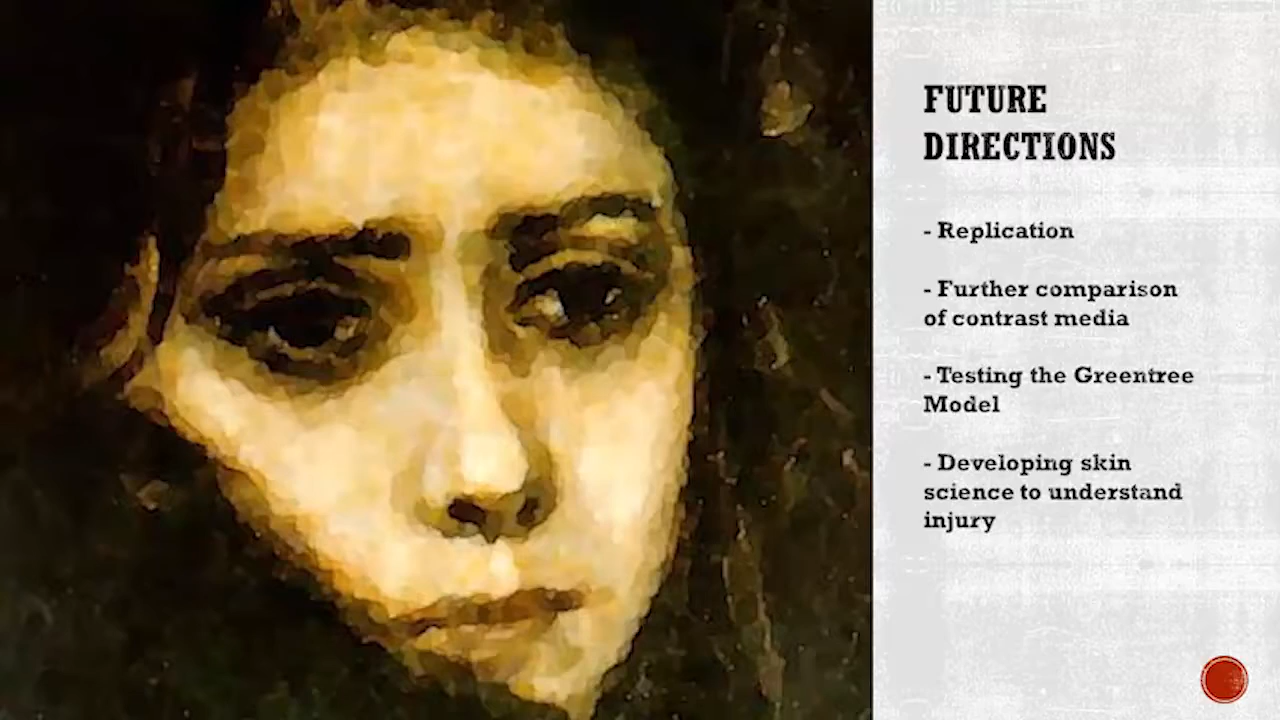 FUTURE
DIRECTIONS
- Replication
- Further comparison
of contrast media
- Testing the Greentree
Model
- Developing skin
science to understand
injury